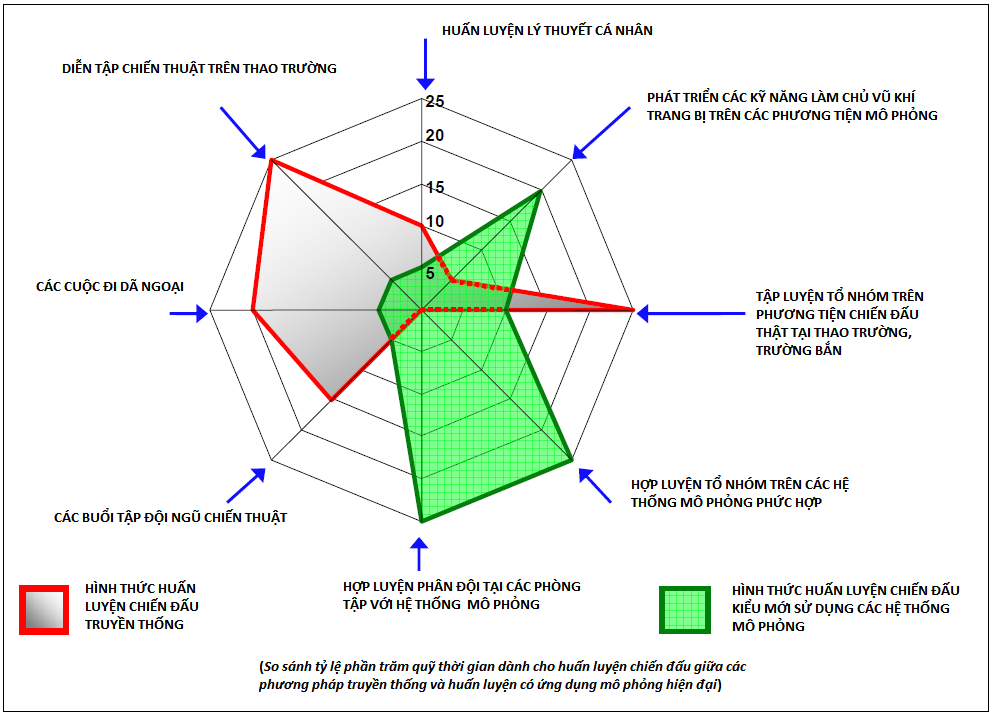 HUẤN LUYỆN LÝ THUYẾT CÁ NHÂN
DIỄN TẬP CHIẾN THUẬT TRÊN THAO TRƯỜNG
PHÁT TRIỂN CÁC KỸ NĂNG LÀM CHỦ VŨ KHÍ
TRANG BỊ TRÊN CÁC PHƯƠNG TIỆN MÔ PHỎNG
25
20
15
10
5
CÁC CUỘC ĐI DÃ NGOẠI
TẬP LUYỆN TỔ NHÓM TRÊN
PHƯƠNG TIỆN CHIẾN ĐẤU
THẬT TẠI THAO TRƯỜNG,
TRƯỜNG BẮN
HỢP LUYỆN TỔ NHÓM TRÊN CÁC HỆ
THỐNG MÔ PHỎNG PHỨC HỢP
CÁC BUỔI TẬP ĐỘI NGŨ CHIẾN THUẬT
HỢP LUYỆN PHÂN ĐỘI TẠI CÁC PHÒNG
TẬP VỚI HỆ THỐNG MÔ PHỎNG
HÌNH THỨC HUẤN
LUYỆN CHIẾN ĐẤU
TRUYỀN THỐNG
HÌNH THỨC HUẤN LUYỆN CHIẾN ĐẤU
KIỂU MỚI SỬ DỤNG CÁC HỆ THỐNG
MÔ PHỎNG
(So sánh tỷ lệ phần trăm quỹ thời gian dành cho huấn luyện chiến đấu giữa các
phương pháp truyền thống và huấn luyện có ứng dụng mô phỏng hiện đại)